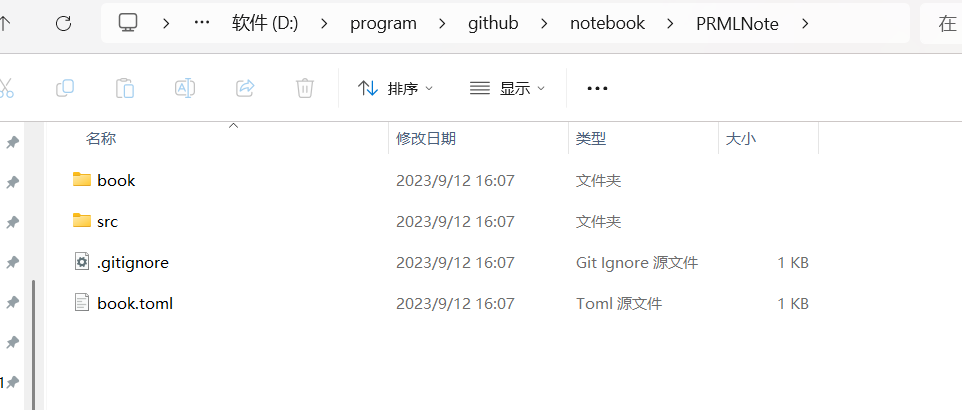 ··· 软件 (D:) program github notebook PRMLNote 在
排序 显示 ···
名称 修改日期 类型 大小
book 2023/9/12 16:07 文件夹
src 2023/9/12 16:07 文件夹
.gitignore 2023/9/12 16:07 Git Ignore 源文件 1 KB
book.toml 2023/9/12 16:07 Toml 源文件 1 KB
1